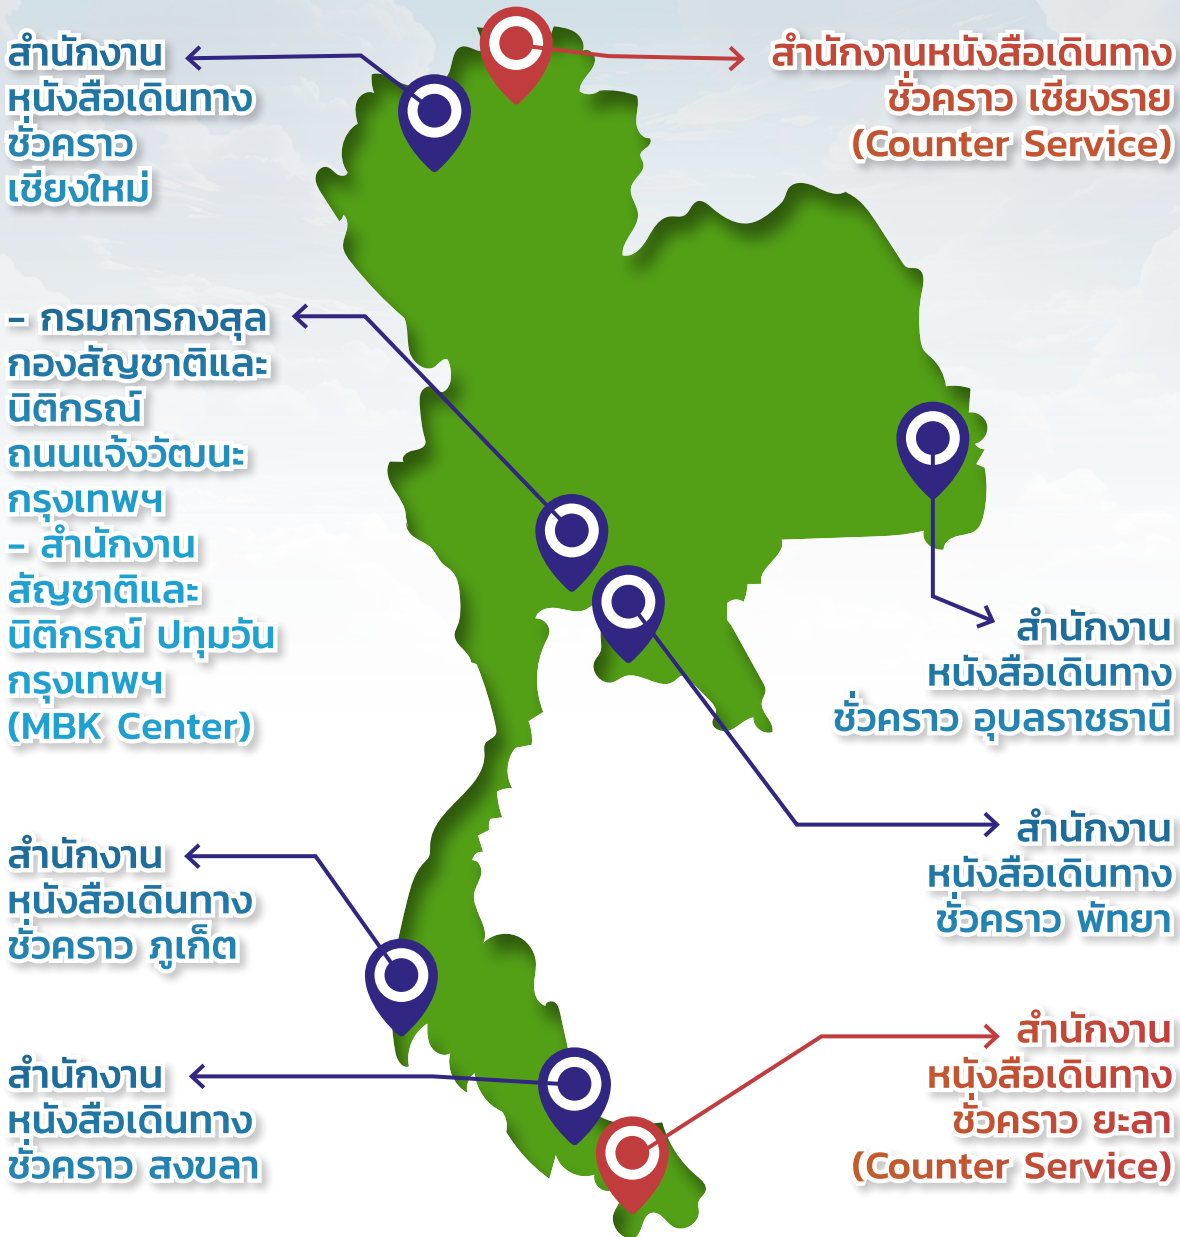 สำนักงาน
หนังสือเดินทาง
ชั่วคราว
เชียงใหม่
สำนักงานหนังสือเดินทาง
ชั่วคราว เชียงราย
(Counter Service)
– กรมการกงสุล
กองสัญชาติและ
นิติกรณ์
ถนนแจ้งวัฒนะ
กรุงเทพฯ
– สำนักงาน
สัญชาติและ
นิติกรณ์ ปทุมวัน
กรุงเทพฯ
(MBK Center)
สำนักงาน
หนังสือเดินทาง
ชั่วคราว อุบลราชธานี
สำนักงาน
หนังสือเดินทาง
ชั่วคราว พัทยา
สำนักงาน
หนังสือเดินทาง
ชั่วคราว ภูเก็ต
สำนักงาน
หนังสือเดินทาง
ชั่วคราว ยะลา
(Counter Service)
สำนักงาน
หนังสือเดินทาง
ชั่วคราว สงขลา